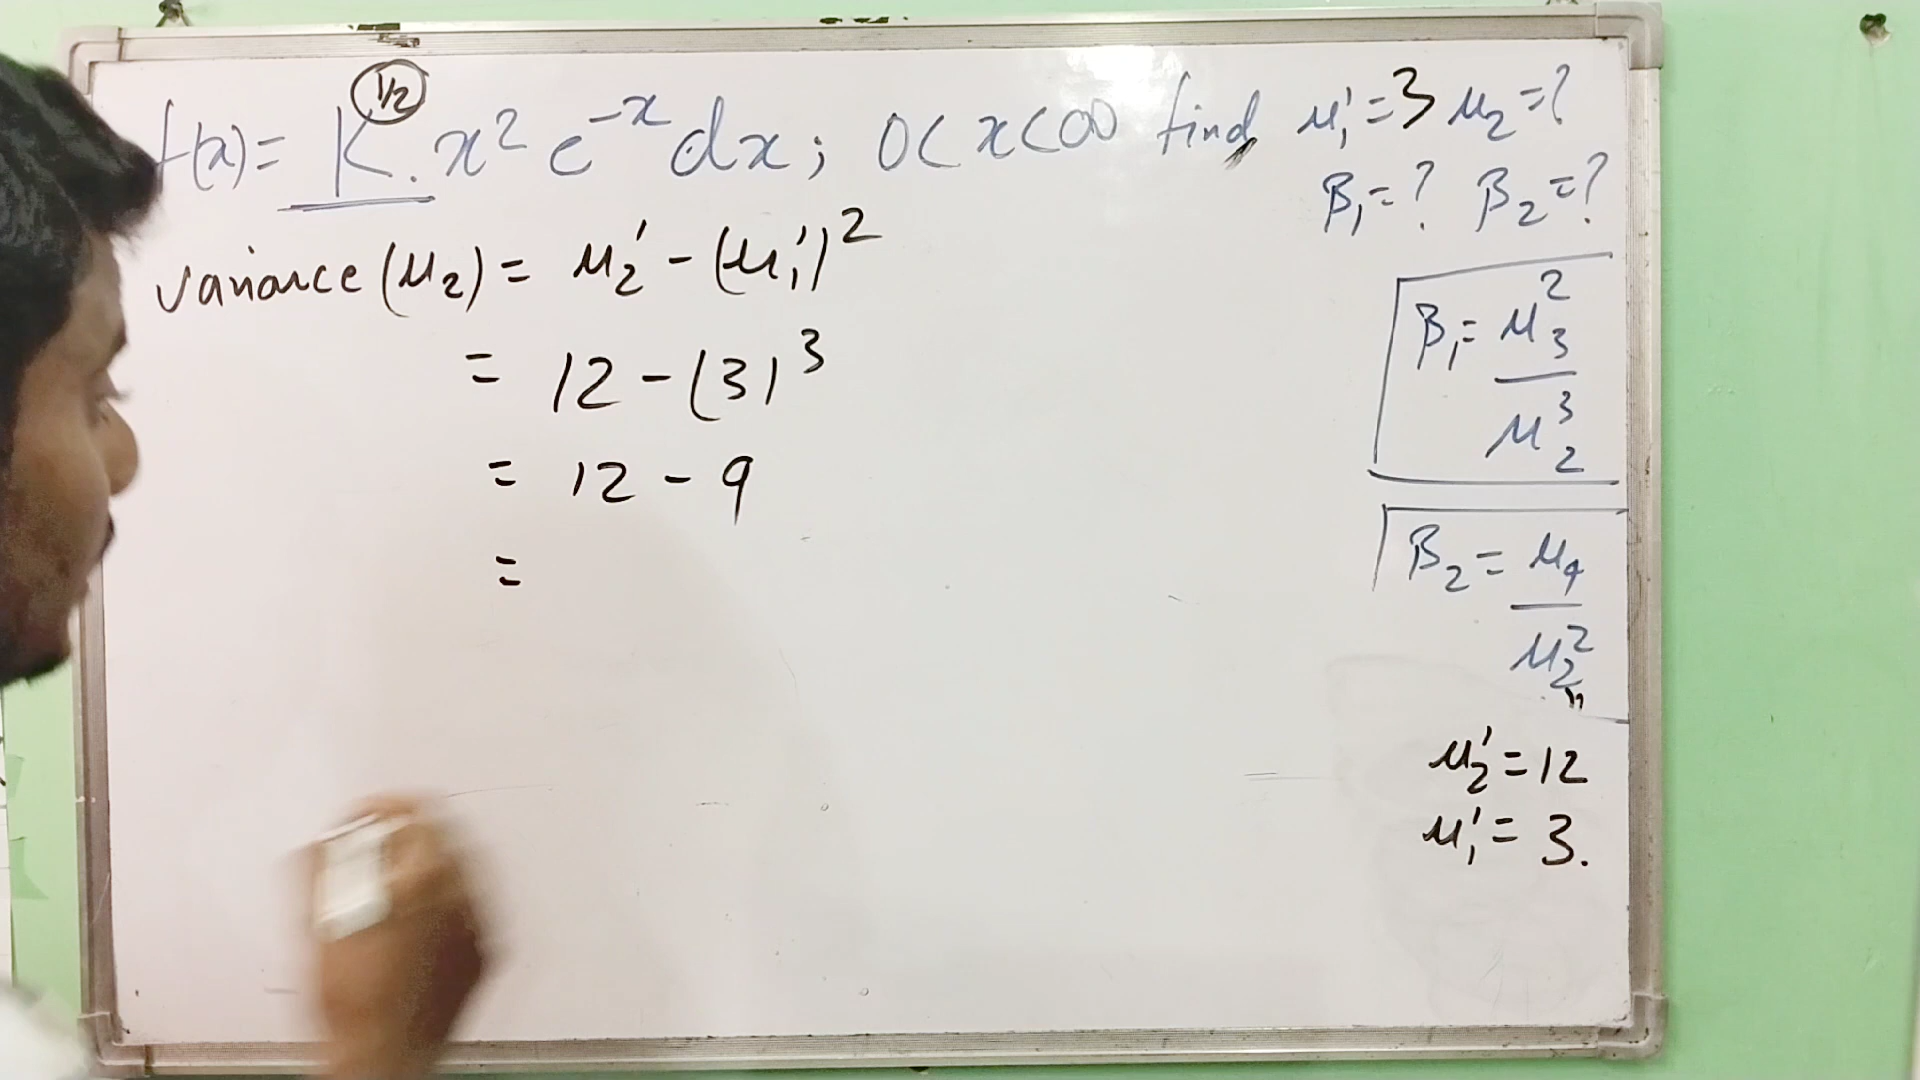 1/2
f(x) = K. x² e⁻ˣ dx ; 0<x<∞ find μ₁' = 3 μ₂ = ?
β₁ = ? β₂ = ?
variance (μ₂) = μ₂' - (μ₁')²
= 12 - (3)³
= 12 - 9
=
β₁ = μ₃² / μ₂³
β₂ = μ₄ / μ₂²
μ₂' = 12
μ₁' = 3.